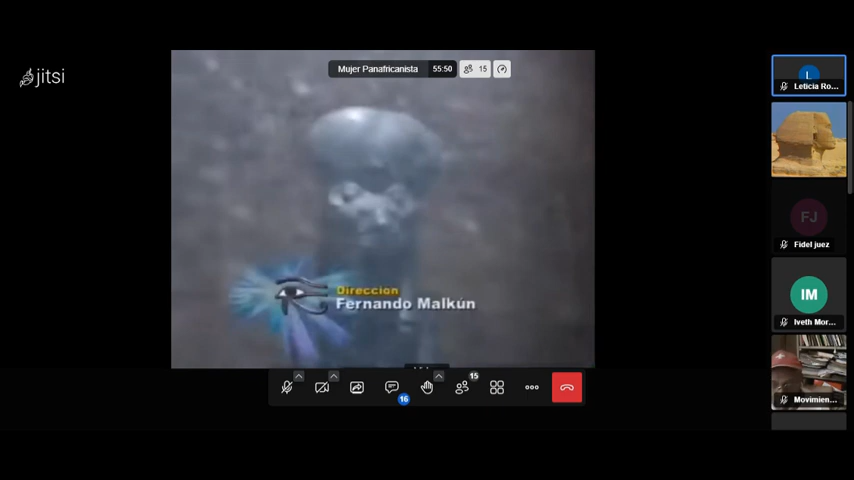 jitsi
Mujer Panafricanista 55:50 15
Dirección
Fernando Malkún
Leticia Ro...
FJ
Fidel juez
IM
Iveth Mor...
Movimien...
15
16